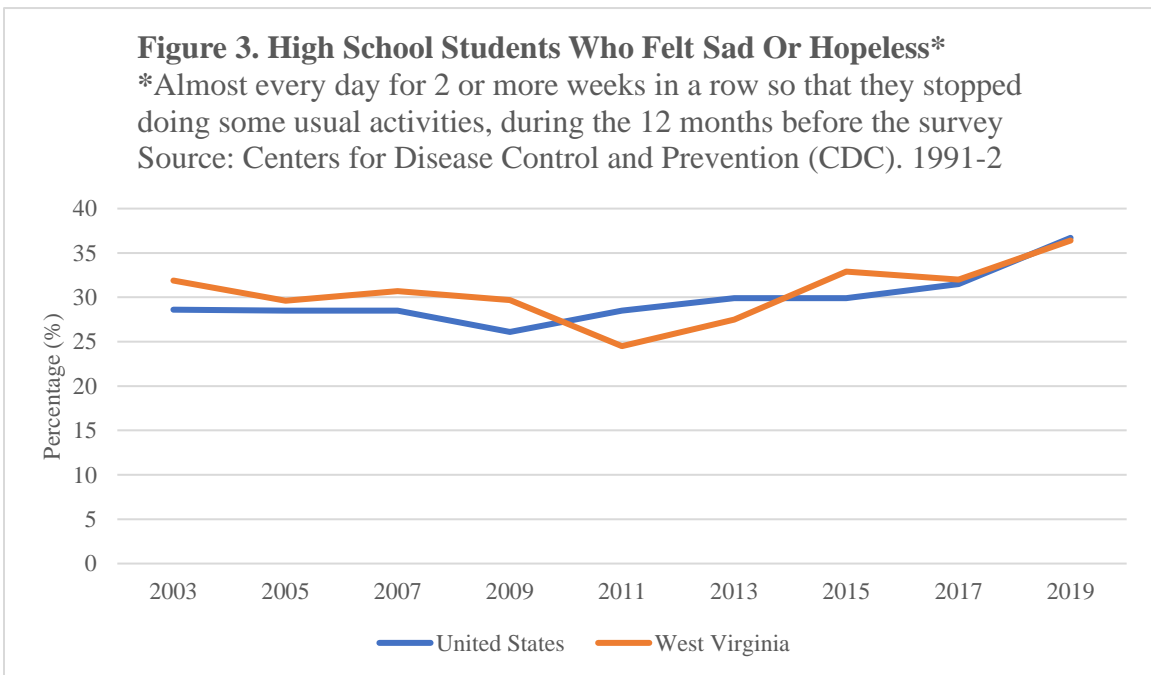 Figure 3. High School Students Who Felt Sad Or Hopeless*
*Almost every day for 2 or more weeks in a row so that they stopped
doing some usual activities, during the 12 months before the survey
Source: Centers for Disease Control and Prevention (CDC). 1991-2
40
35
30
25
20
15
10
5
0
Percentage (%)
2003 2005 2007 2009 2011 2013 2015 2017 2019
United States West Virginia